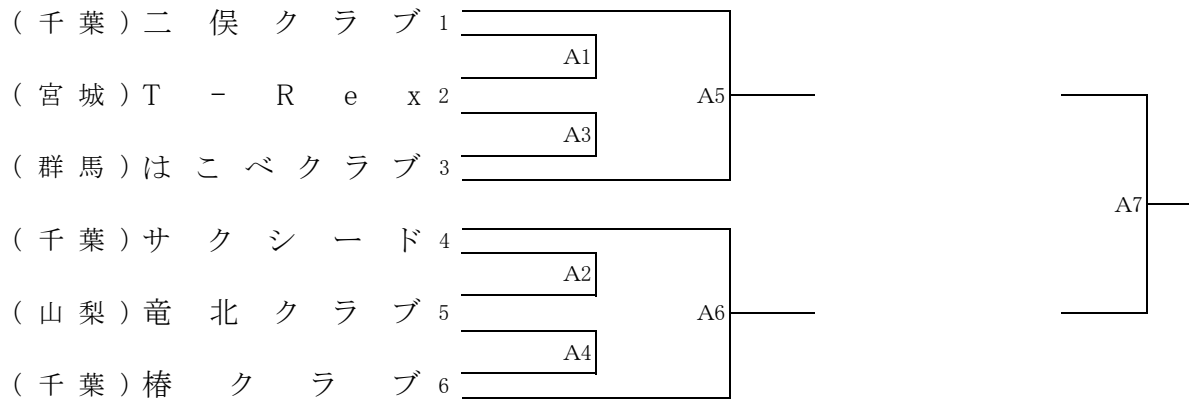 (千葉)二俣クラブ 1
A1
(宮城)T-Rex 2
A5
A3
(群馬)はこべクラブ 3
A7
(千葉)サクシード 4
A2
(山梨)竜北クラブ 5
A6
A4
(千葉)椿クラブ 6